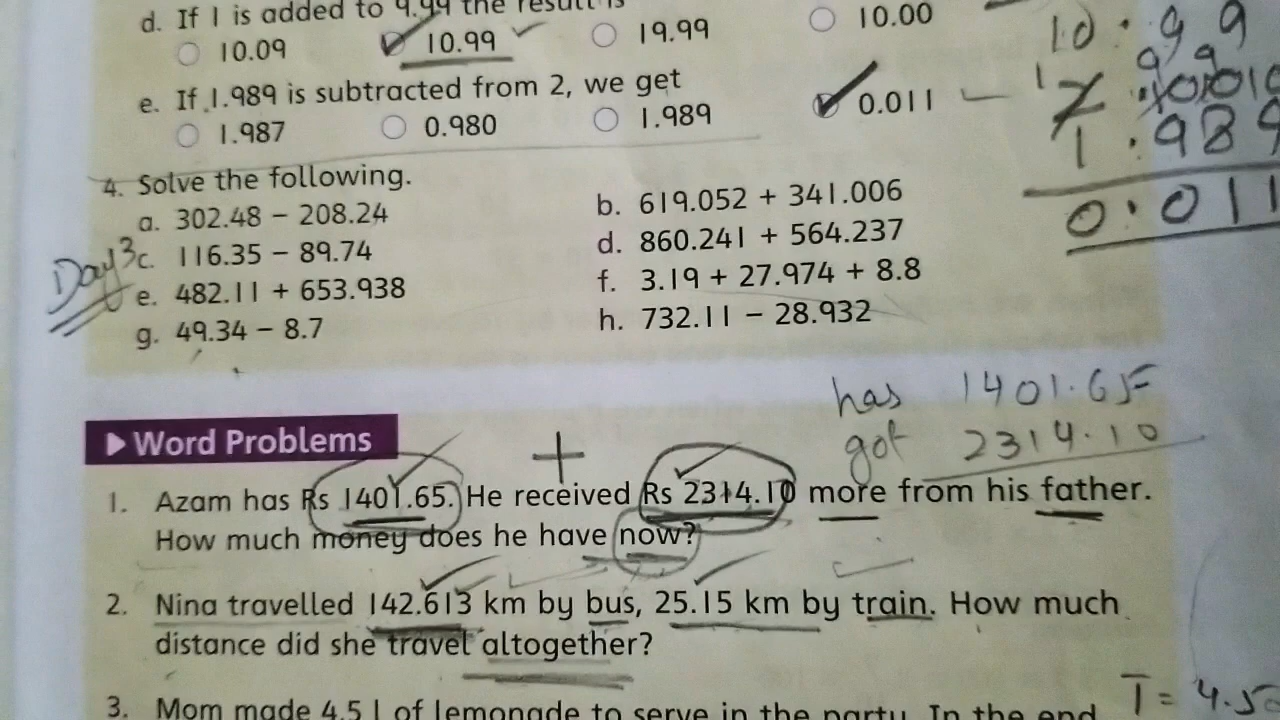 d. If 1 is added to 9.99 the result is
10.09 10.99 19.99 10.00
e. If 1.989 is subtracted from 2, we get
1.987 0.980 1.989 0.011
10.99
1.989
0.011
4. Solve the following.
a. 302.48 – 208.24 b. 619.052 + 341.006
Day 3
c. 116.35 – 89.74 d. 860.241 + 564.237
e. 482.11 + 653.938 f. 3.19 + 27.974 + 8.8
g. 49.34 – 8.7 h. 732.11 – 28.932
has 1401.65
got 2314.10
Word Problems
+
1. Azam has Rs 1401.65. He received Rs 2314.10 more from his father.
How much money does he have now?
2. Nina travelled 142.613 km by bus, 25.15 km by train. How much
distance did she travel altogether?
T = 4.5
3. Mom made 4.5 l of lemonade to serve in the party. In the end